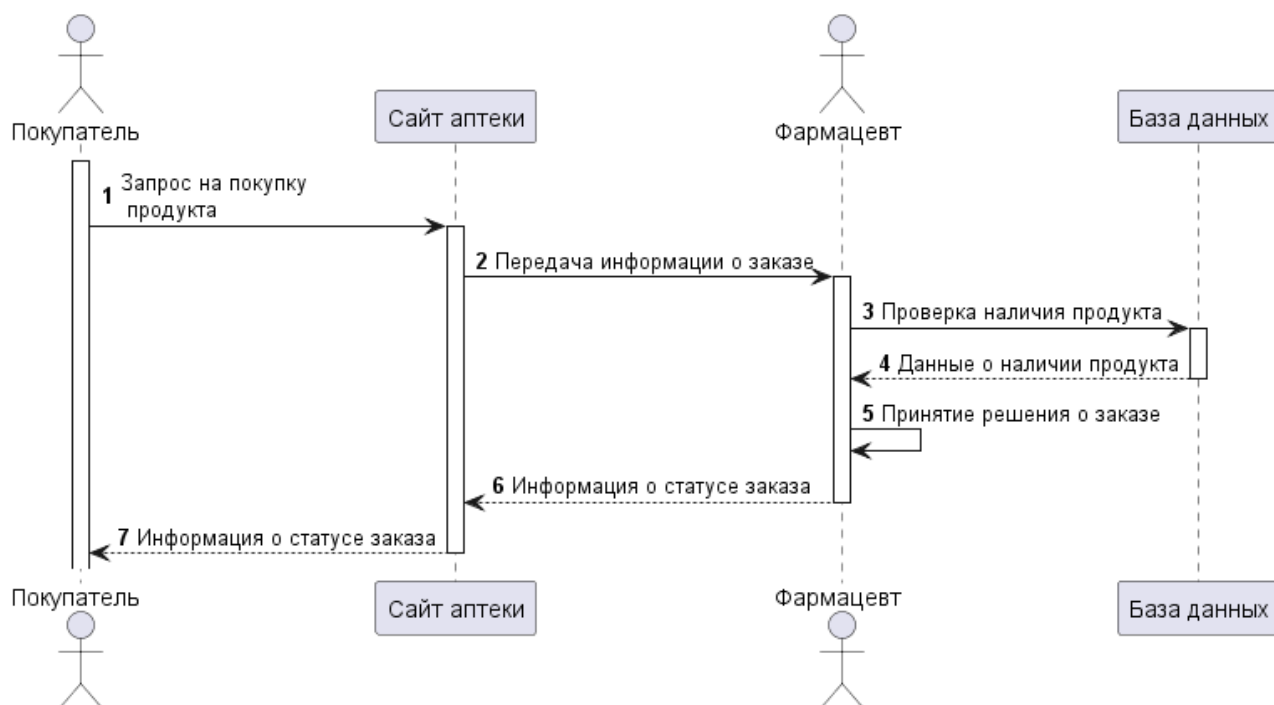 Покупатель
Сайт аптеки
Фармацевт
База данных
1 Запрос на покупку
продукта
2 Передача информации о заказе
3 Проверка наличия продукта
4 Данные о наличии продукта
5 Принятие решения о заказе
6 Информация о статусе заказа
7 Информация о статусе заказа
Покупатель
Сайт аптеки
Фармацевт
База данных